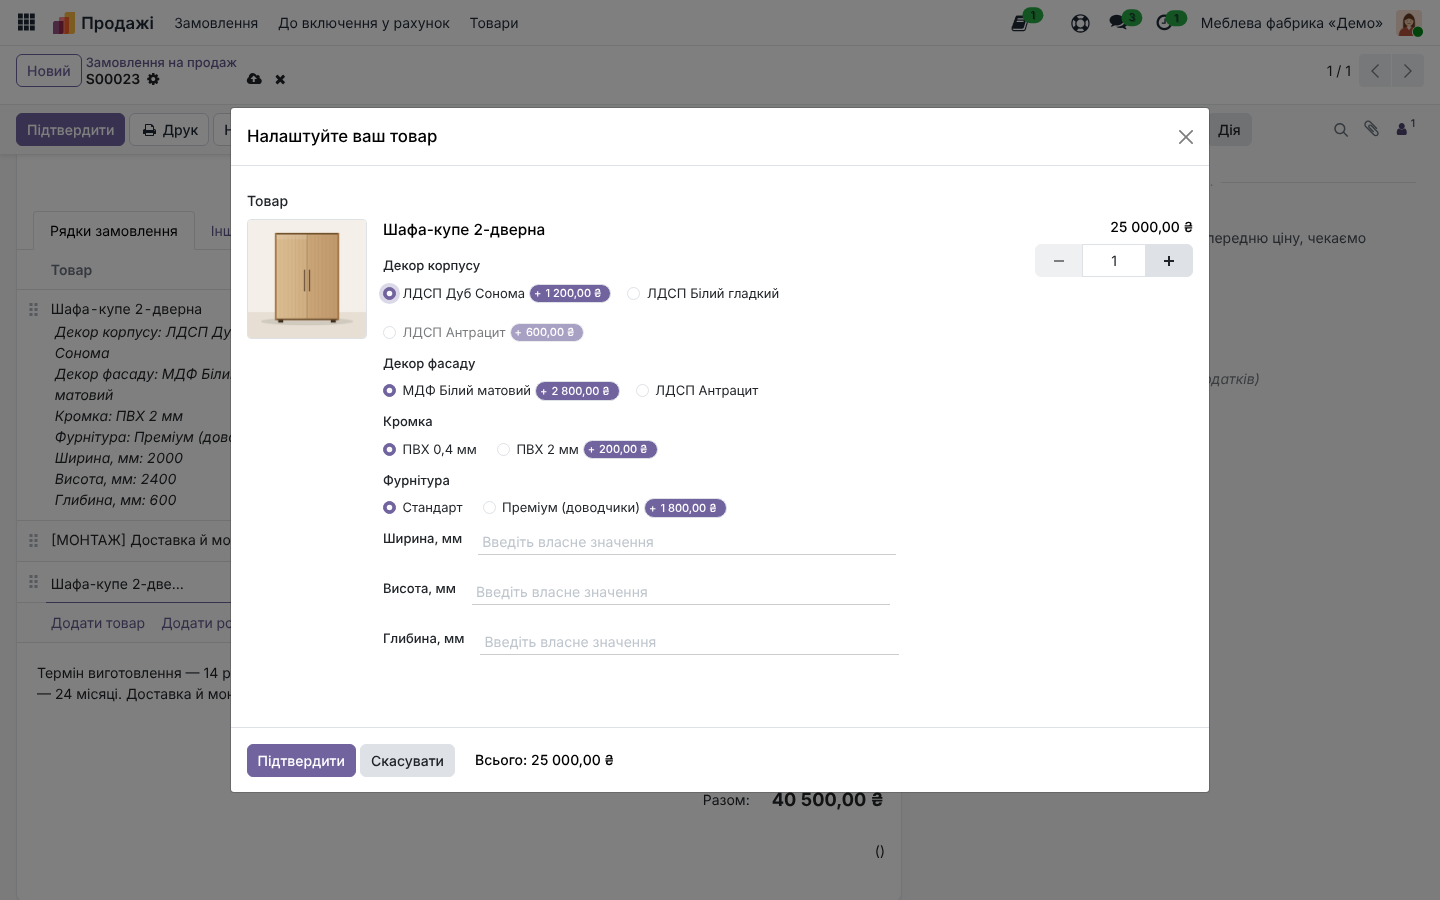 Продажі
Замовлення
До включення у рахунок
Товари
1
3
1
Меблева фабрика «Демо»
Новий
Замовлення на продаж
S00023
1 / 1
Підтвердити
Друк
Дія
1
Налаштуйте ваш товар
Товар
Шафа-купе 2-дверна
25 000,00 ₴
1
Декор корпусу
ЛДСП Дуб Сонома + 1 200,00 ₴
ЛДСП Білий гладкий
ЛДСП Антрацит + 600,00 ₴
Декор фасаду
МДФ Білий матовий + 2 800,00 ₴
ЛДСП Антрацит
Кромка
ПВХ 0,4 мм
ПВХ 2 мм + 200,00 ₴
Фурнітура
Стандарт
Преміум (доводчики) + 1 800,00 ₴
Ширина, мм
Введіть власне значення
Висота, мм
Введіть власне значення
Глибина, мм
Введіть власне значення
Підтвердити
Скасувати
Всього: 25 000,00 ₴
Рядки замовлення
Товар
Шафа-купе 2-дверна
Декор корпусу: ЛДСП Ду
Сонома
Декор фасаду: МДФ Біли
матовий
Кромка: ПВХ 2 мм
Фурнітура: Преміум (дов
Ширина, мм: 2000
Висота, мм: 2400
Глибина, мм: 600
[МОНТАЖ] Доставка й мо
Шафа-купе 2-две...
Додати товар
Додати ро
Термін виготовлення — 14 р
— 24 місяці. Доставка й мон
передню ціну, чекаємо
одатків)
Разом: 40 500,00 ₴
()